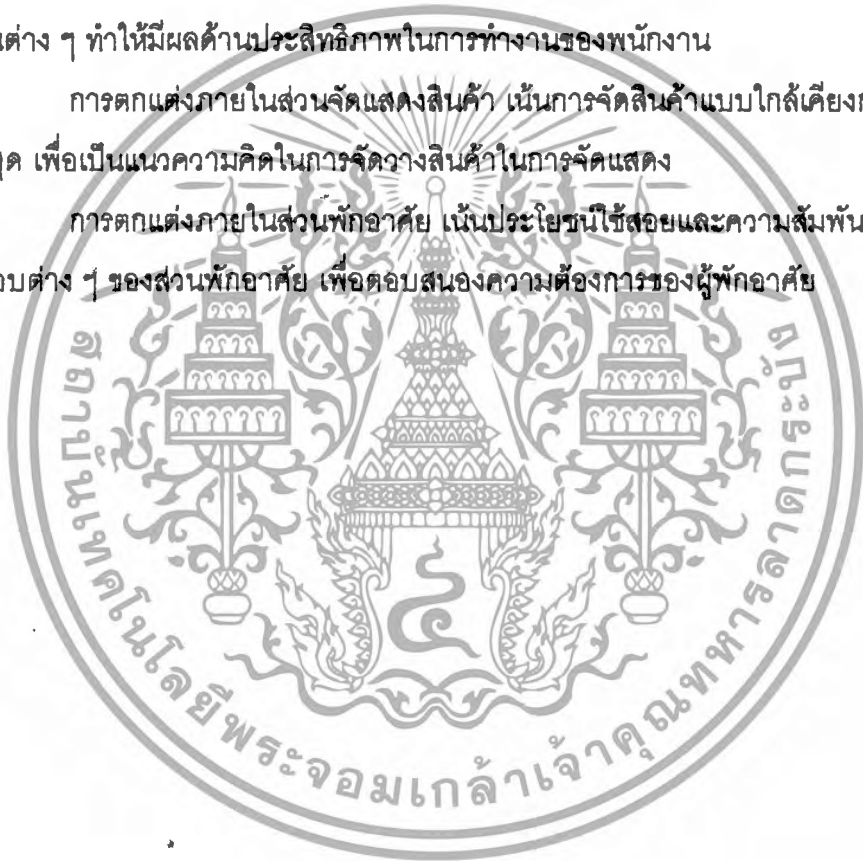 นต่าง ๆ ทำให้มีผลด้านประสิทธิภาพในการทำงานของพนักงาน
การตกแต่งภายในส่วนจัดแสดงสินค้า เน้นการจัดสินค้าแบบใกล้เคียง
สุด เพื่อเป็นแนวความคิดในการจัดวางสินค้าในการจัดแสดง
การตกแต่งภายในส่วนพักอาศัย เน้นประโยชน์ใช้สอยและความสัมพัน
อบต่าง ๆ ของส่วนพักอาศัย เพื่อตอบสนองความต้องการของผู้พักอาศัย
สถาบันเทคโนโลยีพระจอมเกล้าเจ้าคุณทหารลาดกระบัง
๔